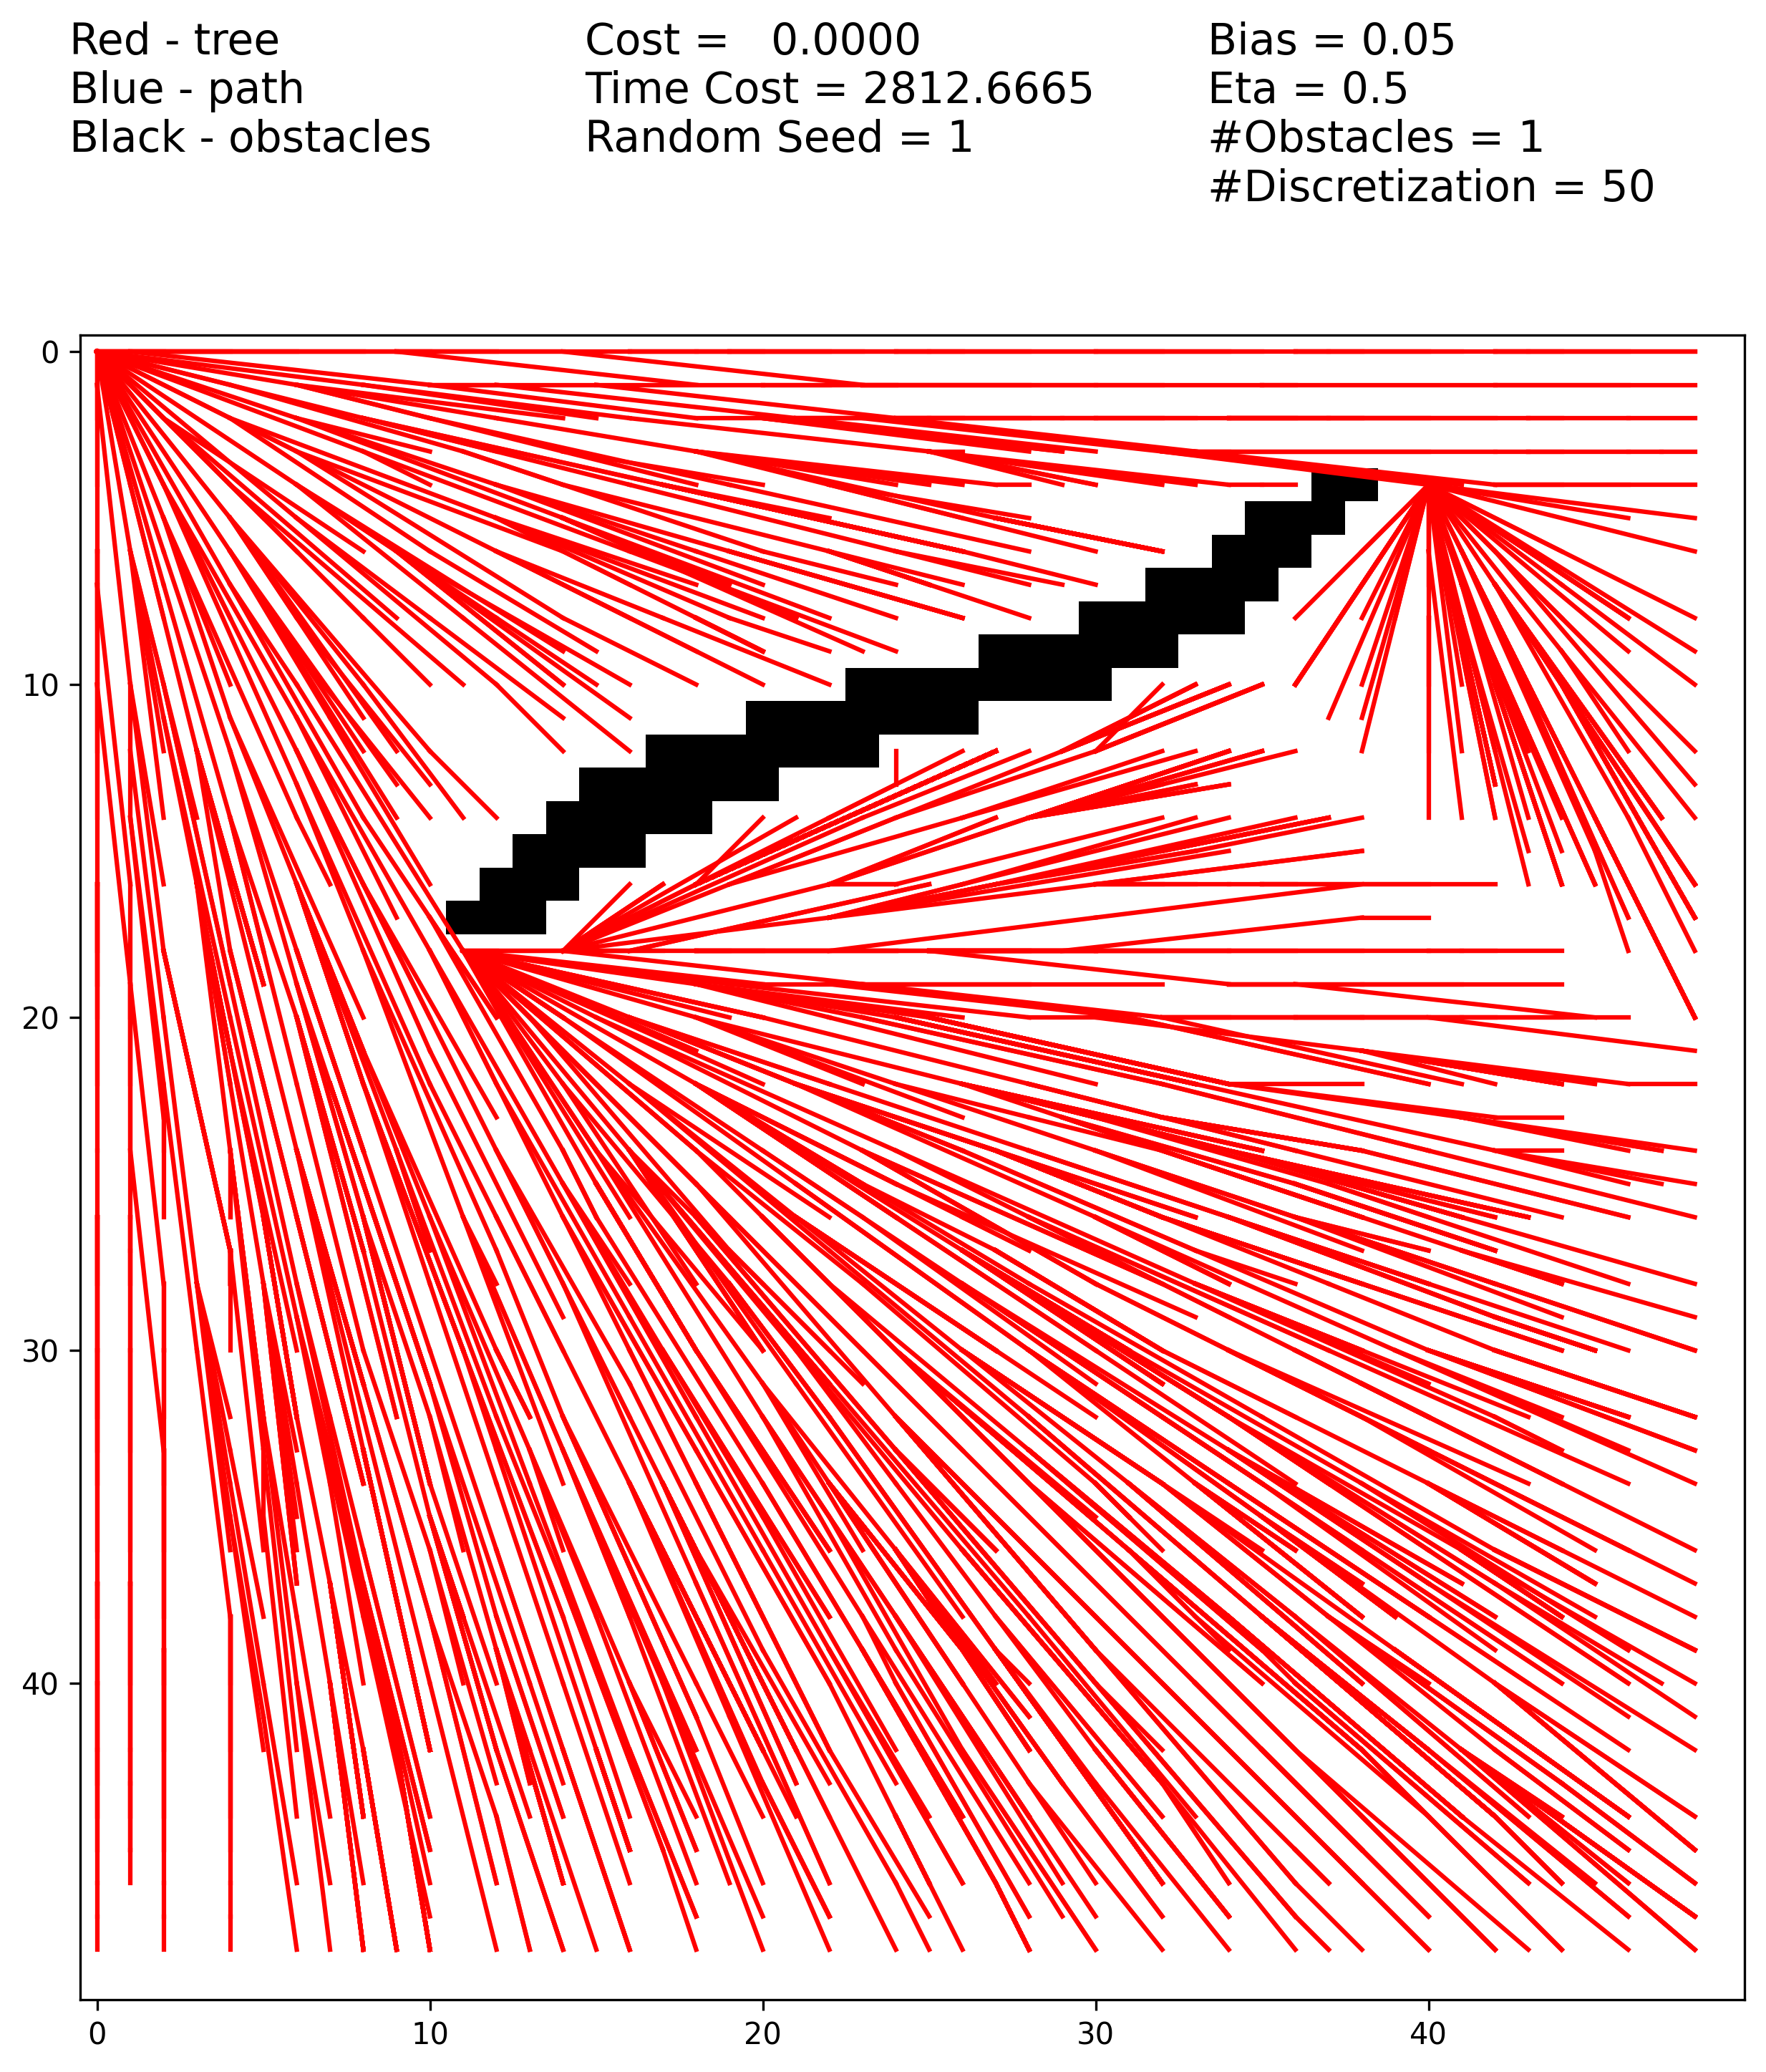 Red - tree
Blue - path
Black - obstacles
Cost =   0.0000
Time Cost = 2812.6665
Random Seed = 1
Bias = 0.05
Eta = 0.5
#Obstacles = 1
#Discretization = 50
0
10
20
30
40
0
10
20
30
40